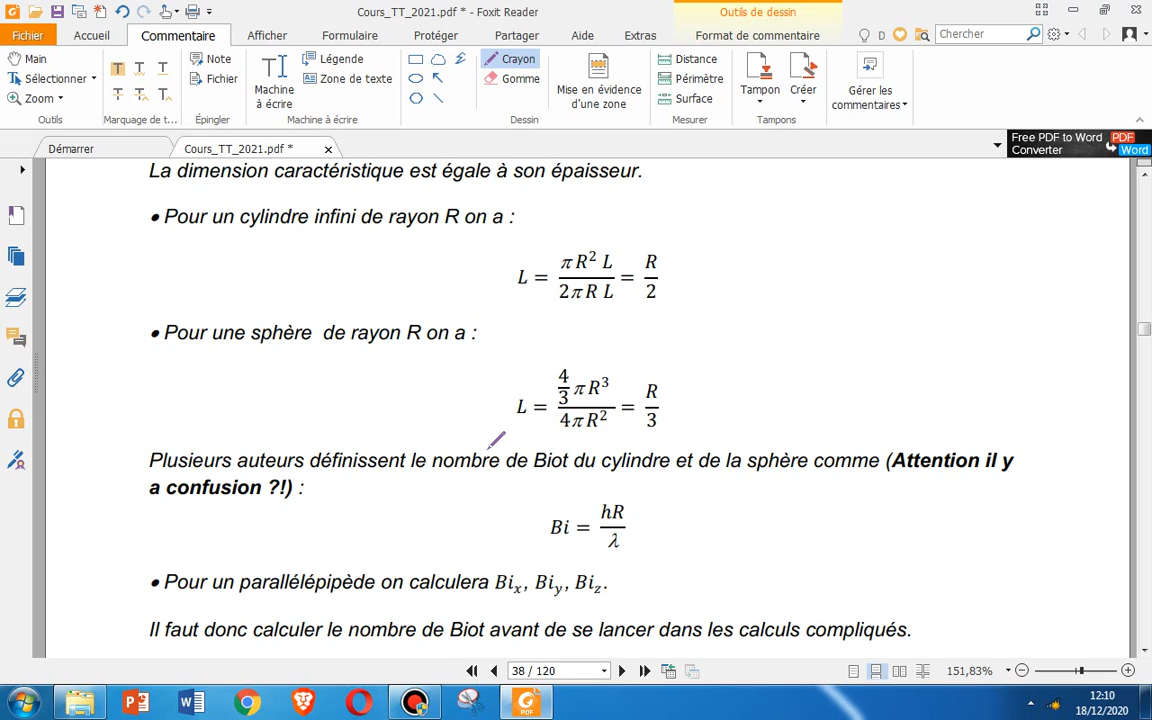 Cours_TT_2021.pdf * - Foxit Reader
Outils de dessin
Fichier
Accueil
Commentaire
Afficher
Formulaire
Protéger
Partager
Aide
Extras
Format de commentaire
D
Chercher
Main
Sélectionner
Zoom
Outils
T T T
T T T
Marquage de t...
Note
Fichier
Épingler
Machine
à écrire
Légende
Zone de texte
Machine à écrire
Crayon
Gomme
Mise en évidence
d'une zone
Dessin
Distance
Périmètre
Surface
Mesurer
Tampon
Créer
Tampons
Gérer les
commentaires
Commentaires
Démarrer
Cours_TT_2021.pdf *
Free PDF to Word
Converter
PDF
Word
La dimension caractéristique est égale à son épaisseur.
• Pour un cylindre infini de rayon R on a :
L = πR² L / 2πR L = R / 2
• Pour une sphère de rayon R on a :
L = 4/3 πR³ / 4πR² = R / 3
Plusieurs auteurs définissent le nombre de Biot du cylindre et de la sphère comme (Attention il y
a confusion ?!) :
Bi = hR / λ
• Pour un parallélépipède on calculera Biₓ, Bi_y, Bi_z.
Il faut donc calculer le nombre de Biot avant de se lancer dans les calculs compliqués.
38 / 120
151,83%
12:10
18/12/2020